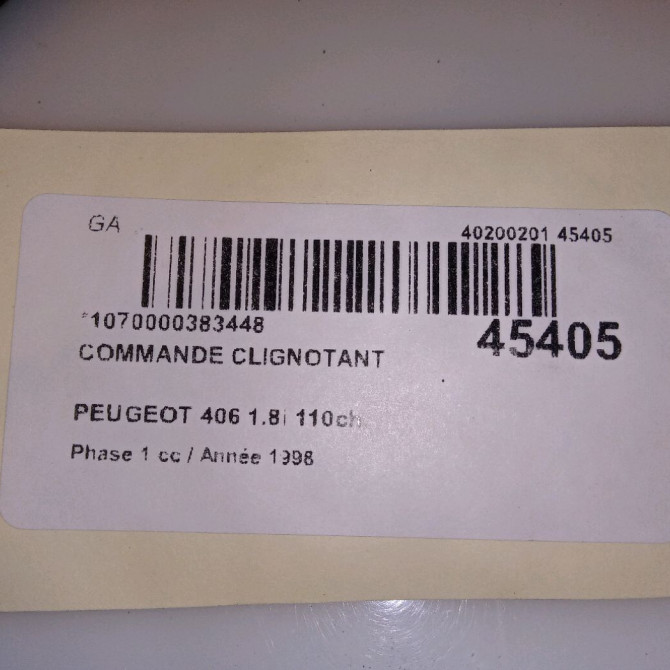 GA
40200201 45405
*1070000383448
45405
COMMANDE CLIGNOTANT
PEUGEOT 406 1.8i 110ch
Phase 1 cc / Année 1998